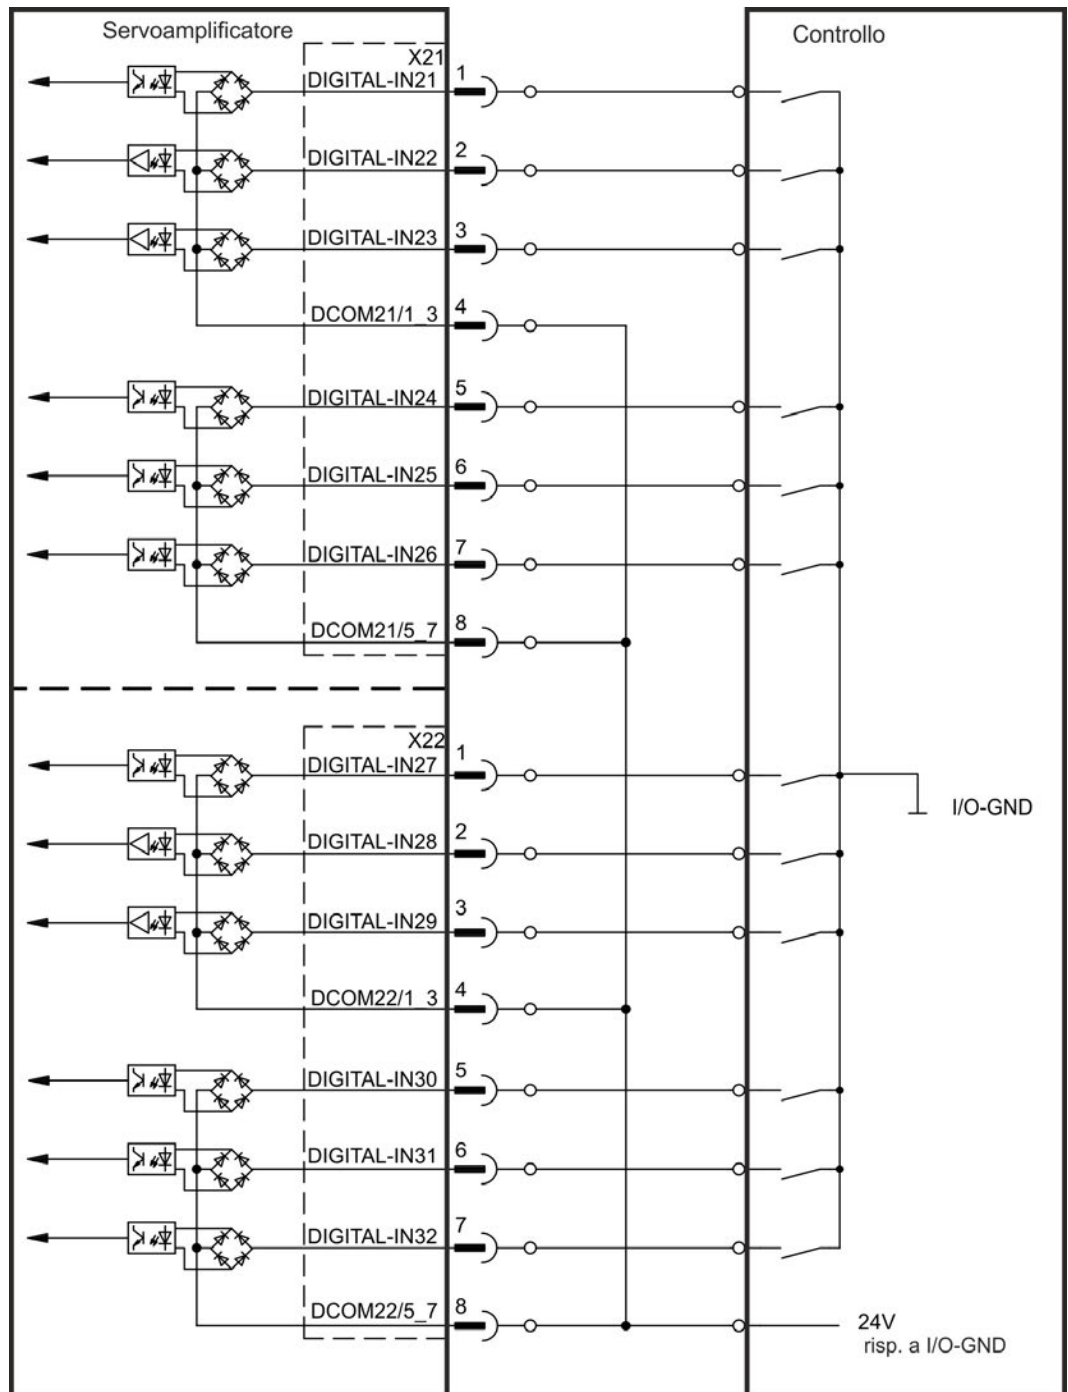 Servoamplificatore
Controllo
X21
DIGITAL-IN21
1
DIGITAL-IN22
2
DIGITAL-IN23
3
DCOM21/1_3
4
DIGITAL-IN24
5
DIGITAL-IN25
6
DIGITAL-IN26
7
DCOM21/5_7
8
X22
DIGITAL-IN27
1
I/O-GND
DIGITAL-IN28
2
DIGITAL-IN29
3
DCOM22/1_3
4
DIGITAL-IN30
5
DIGITAL-IN31
6
DIGITAL-IN32
7
DCOM22/5_7
8
24V
risp. a I/O-GND